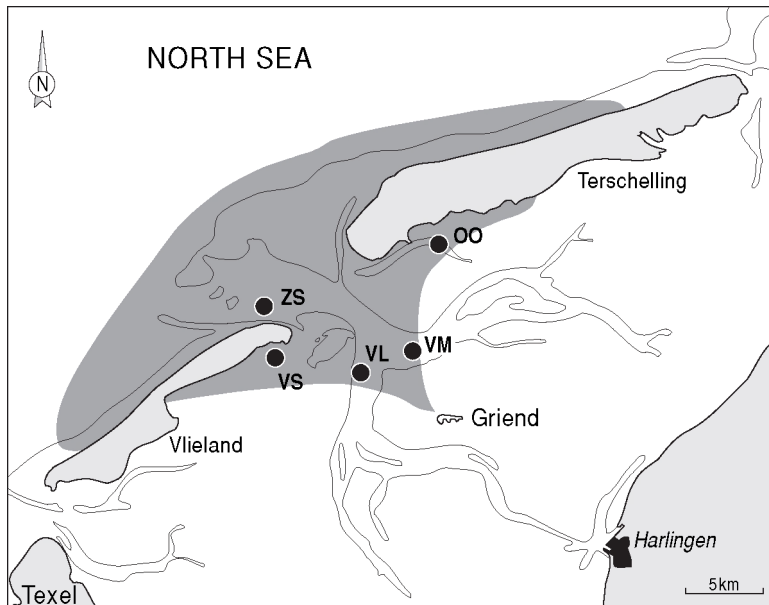 NORTH SEA
N
Terschelling
OO
ZS
VL
VM
VS
Griend
Vlieland
Harlingen
Texel
5km